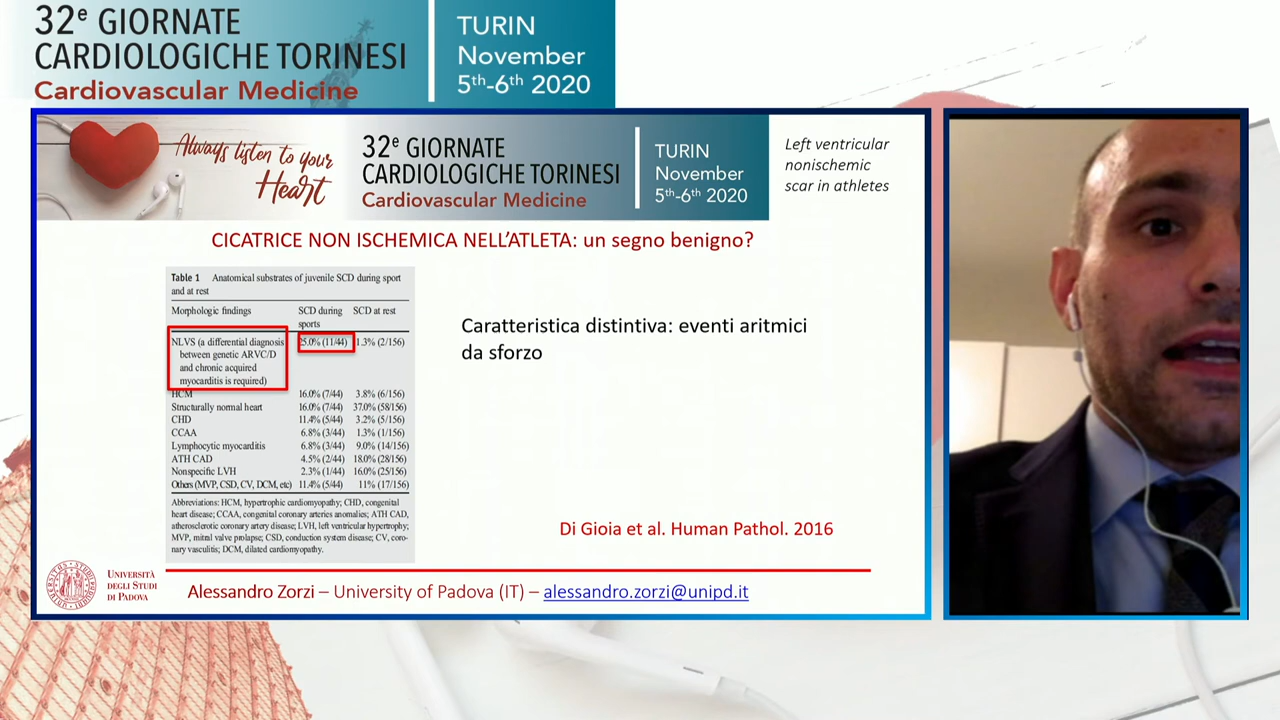 32e GIORNATE
CARDIOLOGICHE TORINESI
Cardiovascular Medicine
TURIN
November
5th-6th 2020
Always listen to your
Heart
32e GIORNATE
CARDIOLOGICHE TORINESI
Cardiovascular Medicine
TURIN
November
5th-6th 2020
Left ventricular
nonischemic
scar in athletes
CICATRICE NON ISCHEMICA NELL'ATLETA: un segno benigno?
Table 1 Anatomical substrates of juvenile SCD during sport
and at rest
Morphologic findings SCD during SCD at rest
sports
NLVS (a differential diagnosis 25.0% (11/44) 1.3% (2/156)
between genetic ARVC/D
and chronic acquired
myocarditis is required)
HCM 16.0% (7/44) 3.8% (6/156)
Structurally normal heart 16.0% (7/44) 37.0% (58/156)
CHD 11.4% (5/44) 3.2% (5/156)
CCAA 6.8% (3/44) 1.3% (1/156)
Lymphocytic myocarditis 6.8% (3/44) 9.0% (14/156)
ATH CAD 4.5% (2/44) 18.0% (28/156)
Nonspecific LVH 2.3% (1/44) 16.0% (25/156)
Others (MVP, CSD, CV, DCM, etc) 11.4% (5/44) 11% (17/156)
Abbreviations: HCM, hypertrophic cardiomyopathy; CHD, congenital
heart disease; CCAA, congenital coronary arteries anomalies; ATH CAD,
atherosclerotic coronary artery disease; LVH, left ventricular hypertrophy;
MVP, mitral valve prolapse; CSD, conduction system disease; CV, coro-
nary vasculitis; DCM, dilated cardiomyopathy.
Caratteristica distintiva: eventi aritmici
da sforzo
Di Gioia et al. Human Pathol. 2016
UNIVERSITÀ
DEGLI STUDI
DI PADOVA
Alessandro Zorzi – University of Padova (IT) – alessandro.zorzi@unipd.it